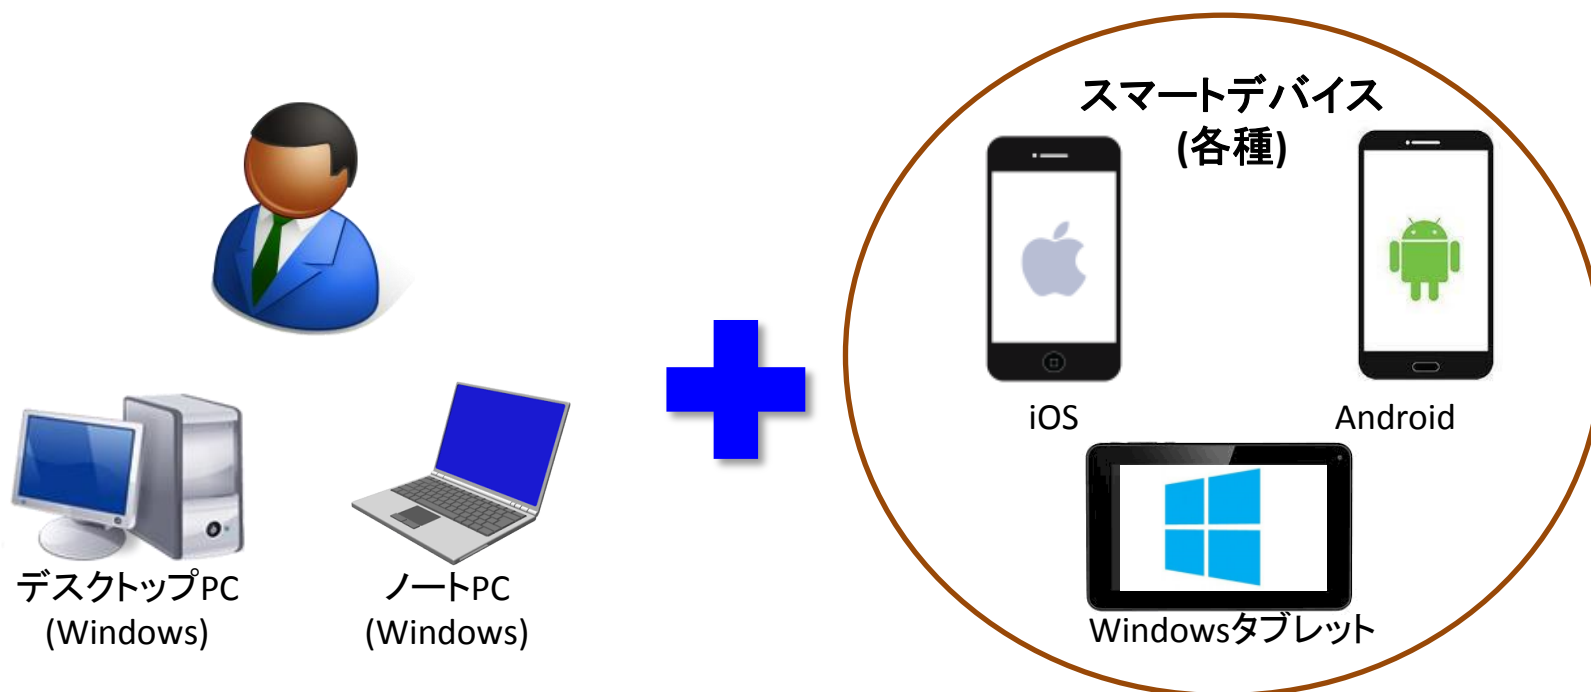 スマートデバイス
(各種)
iOS
Android
デスクトップPC
(Windows)
ノートPC
(Windows)
Windowsタブレット